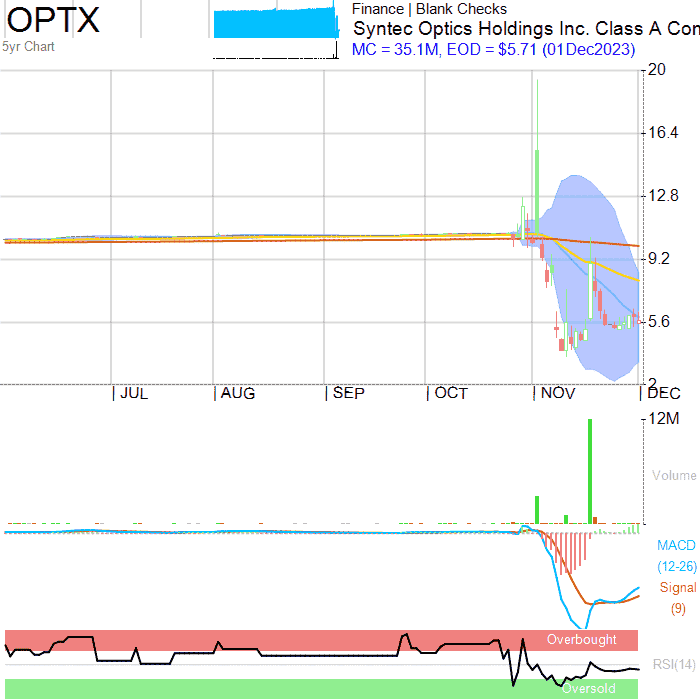 OPTX
Finance | Blank Checks
Syntec Optics Holdings Inc. Class A Con
5yr Chart
MC = 35.1M, EOD = $5.71 (01Dec2023)
20
16.4
12.8
9.2
5.6
2
JUL
AUG
SEP
OCT
NOV
DEC
12M
Volume
MACD
(12-26)
Signal
(9)
Overbought
RSI(14)
Oversold